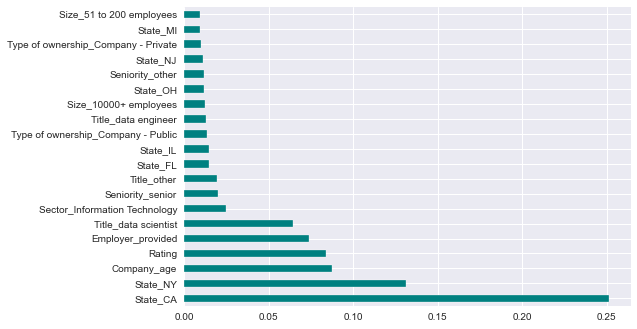 Size_51 to 200 employees
State_MI
Type of ownership_Company - Private
State_NJ
Seniority_other
State_OH
Size_10000+ employees
Title_data engineer
Type of ownership_Company - Public
State_IL
State_FL
Title_other
Seniority_senior
Sector_Information Technology
Title_data scientist
Employer_provided
Rating
Company_age
State_NY
State_CA
0.00 0.05 0.10 0.15 0.20 0.25